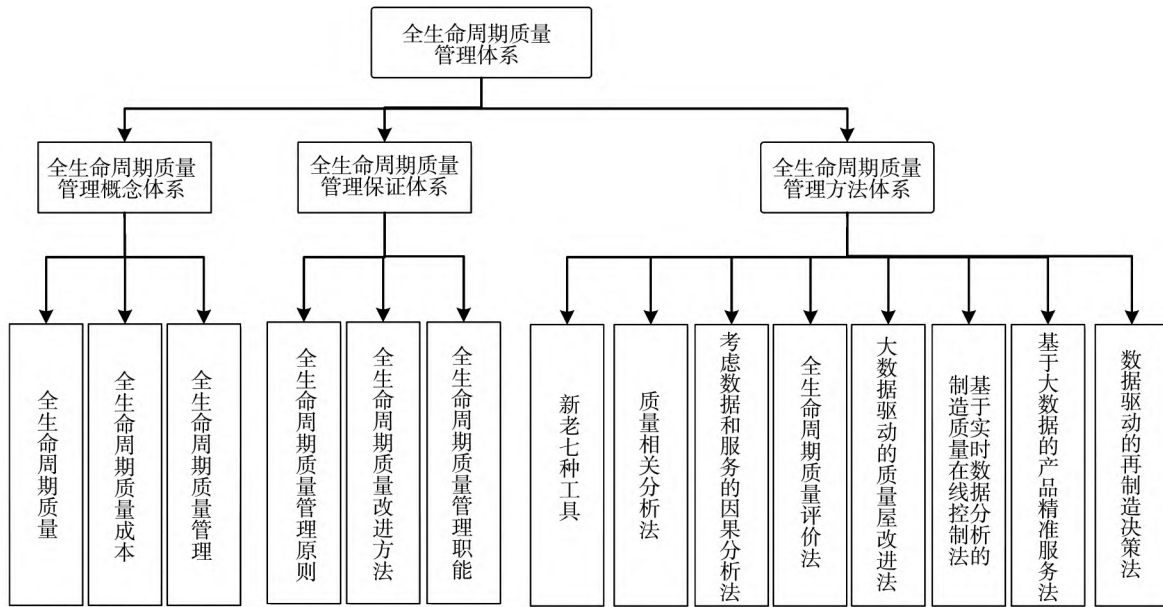 全生命周期质量
管理体系
全生命周期质量
管理概念体系
全生命周期质量
管理保证体系
全生命周期质量
管理方法体系
全生命周期质量
全生命周期质量成本
全生命周期质量管理
全生命周期质量管理原则
全生命周期质量改进方法
全生命周期质量管理职能
新老七种工具
质量相关分析法
考虑数据和服务的因果分析法
全生命周期质量评价法
大数据驱动的质量屋改进法
基于实时数据分析的
制造质量在线控制法
基于大数据的产品精准服务法
数据驱动的再制造决策法